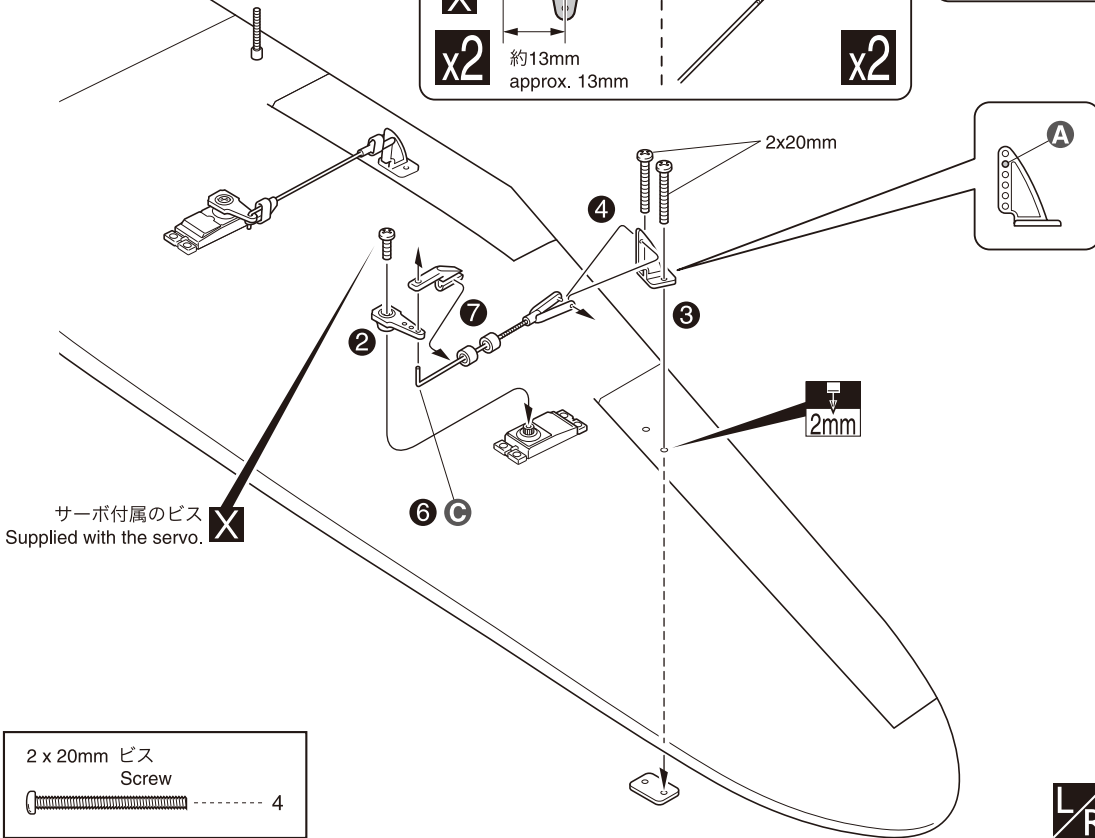 X
x2
約13mm
approx. 13mm
x2
A
2x20mm
4
3
7
2
2mm
6 C
サーボ付属のビス
Supplied with the servo.
X
2 x 20mm ビス
Screw
4
L/R